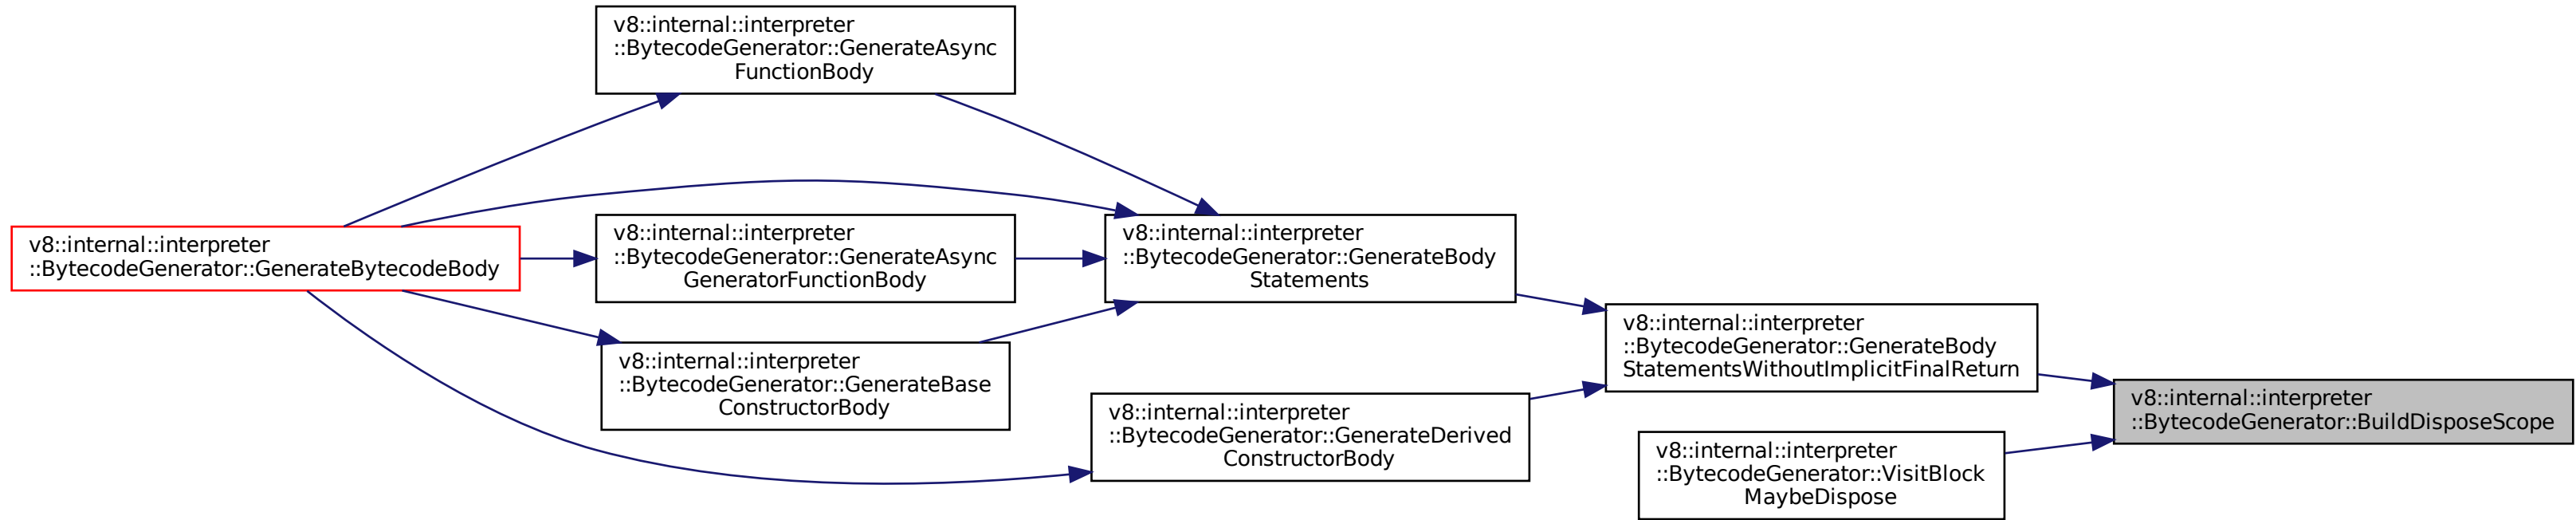 v8::internal::interpreter
::BytecodeGenerator::GenerateAsync
FunctionBody
v8::internal::interpreter
::BytecodeGenerator::GenerateBytecodeBody
v8::internal::interpreter
::BytecodeGenerator::GenerateAsync
GeneratorFunctionBody
v8::internal::interpreter
::BytecodeGenerator::GenerateBody
Statements
v8::internal::interpreter
::BytecodeGenerator::GenerateBase
ConstructorBody
v8::internal::interpreter
::BytecodeGenerator::GenerateDerived
ConstructorBody
v8::internal::interpreter
::BytecodeGenerator::GenerateBody
StatementsWithoutImplicitFinalReturn
v8::internal::interpreter
::BytecodeGenerator::VisitBlock
MaybeDispose
v8::internal::interpreter
::BytecodeGenerator::BuildDisposeScope